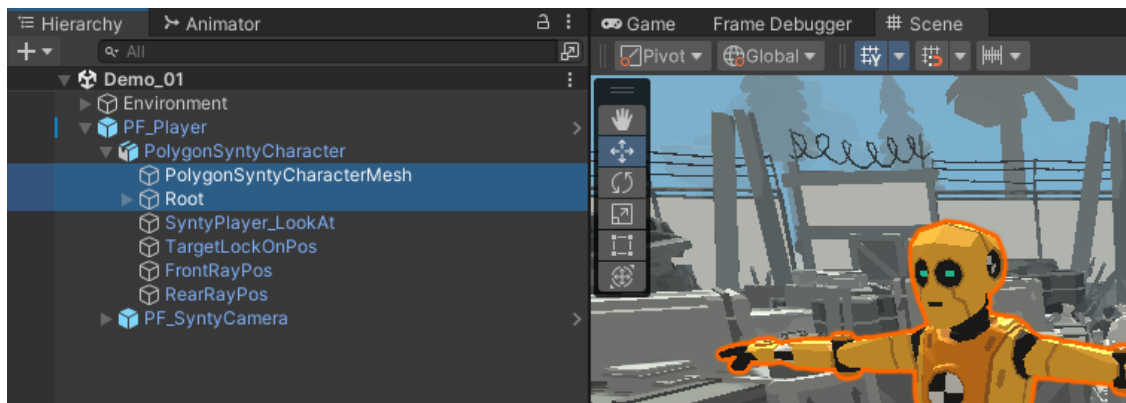 Hierarchy
Animator
All
Demo_01
Environment
PF_Player
PolygonSyntyCharacter
PolygonSyntyCharacterMesh
Root
SyntyPlayer_LookAt
TargetLockOnPos
FrontRayPos
RearRayPos
PF_SyntyCamera
Game Frame Debugger Scene
Pivot Global